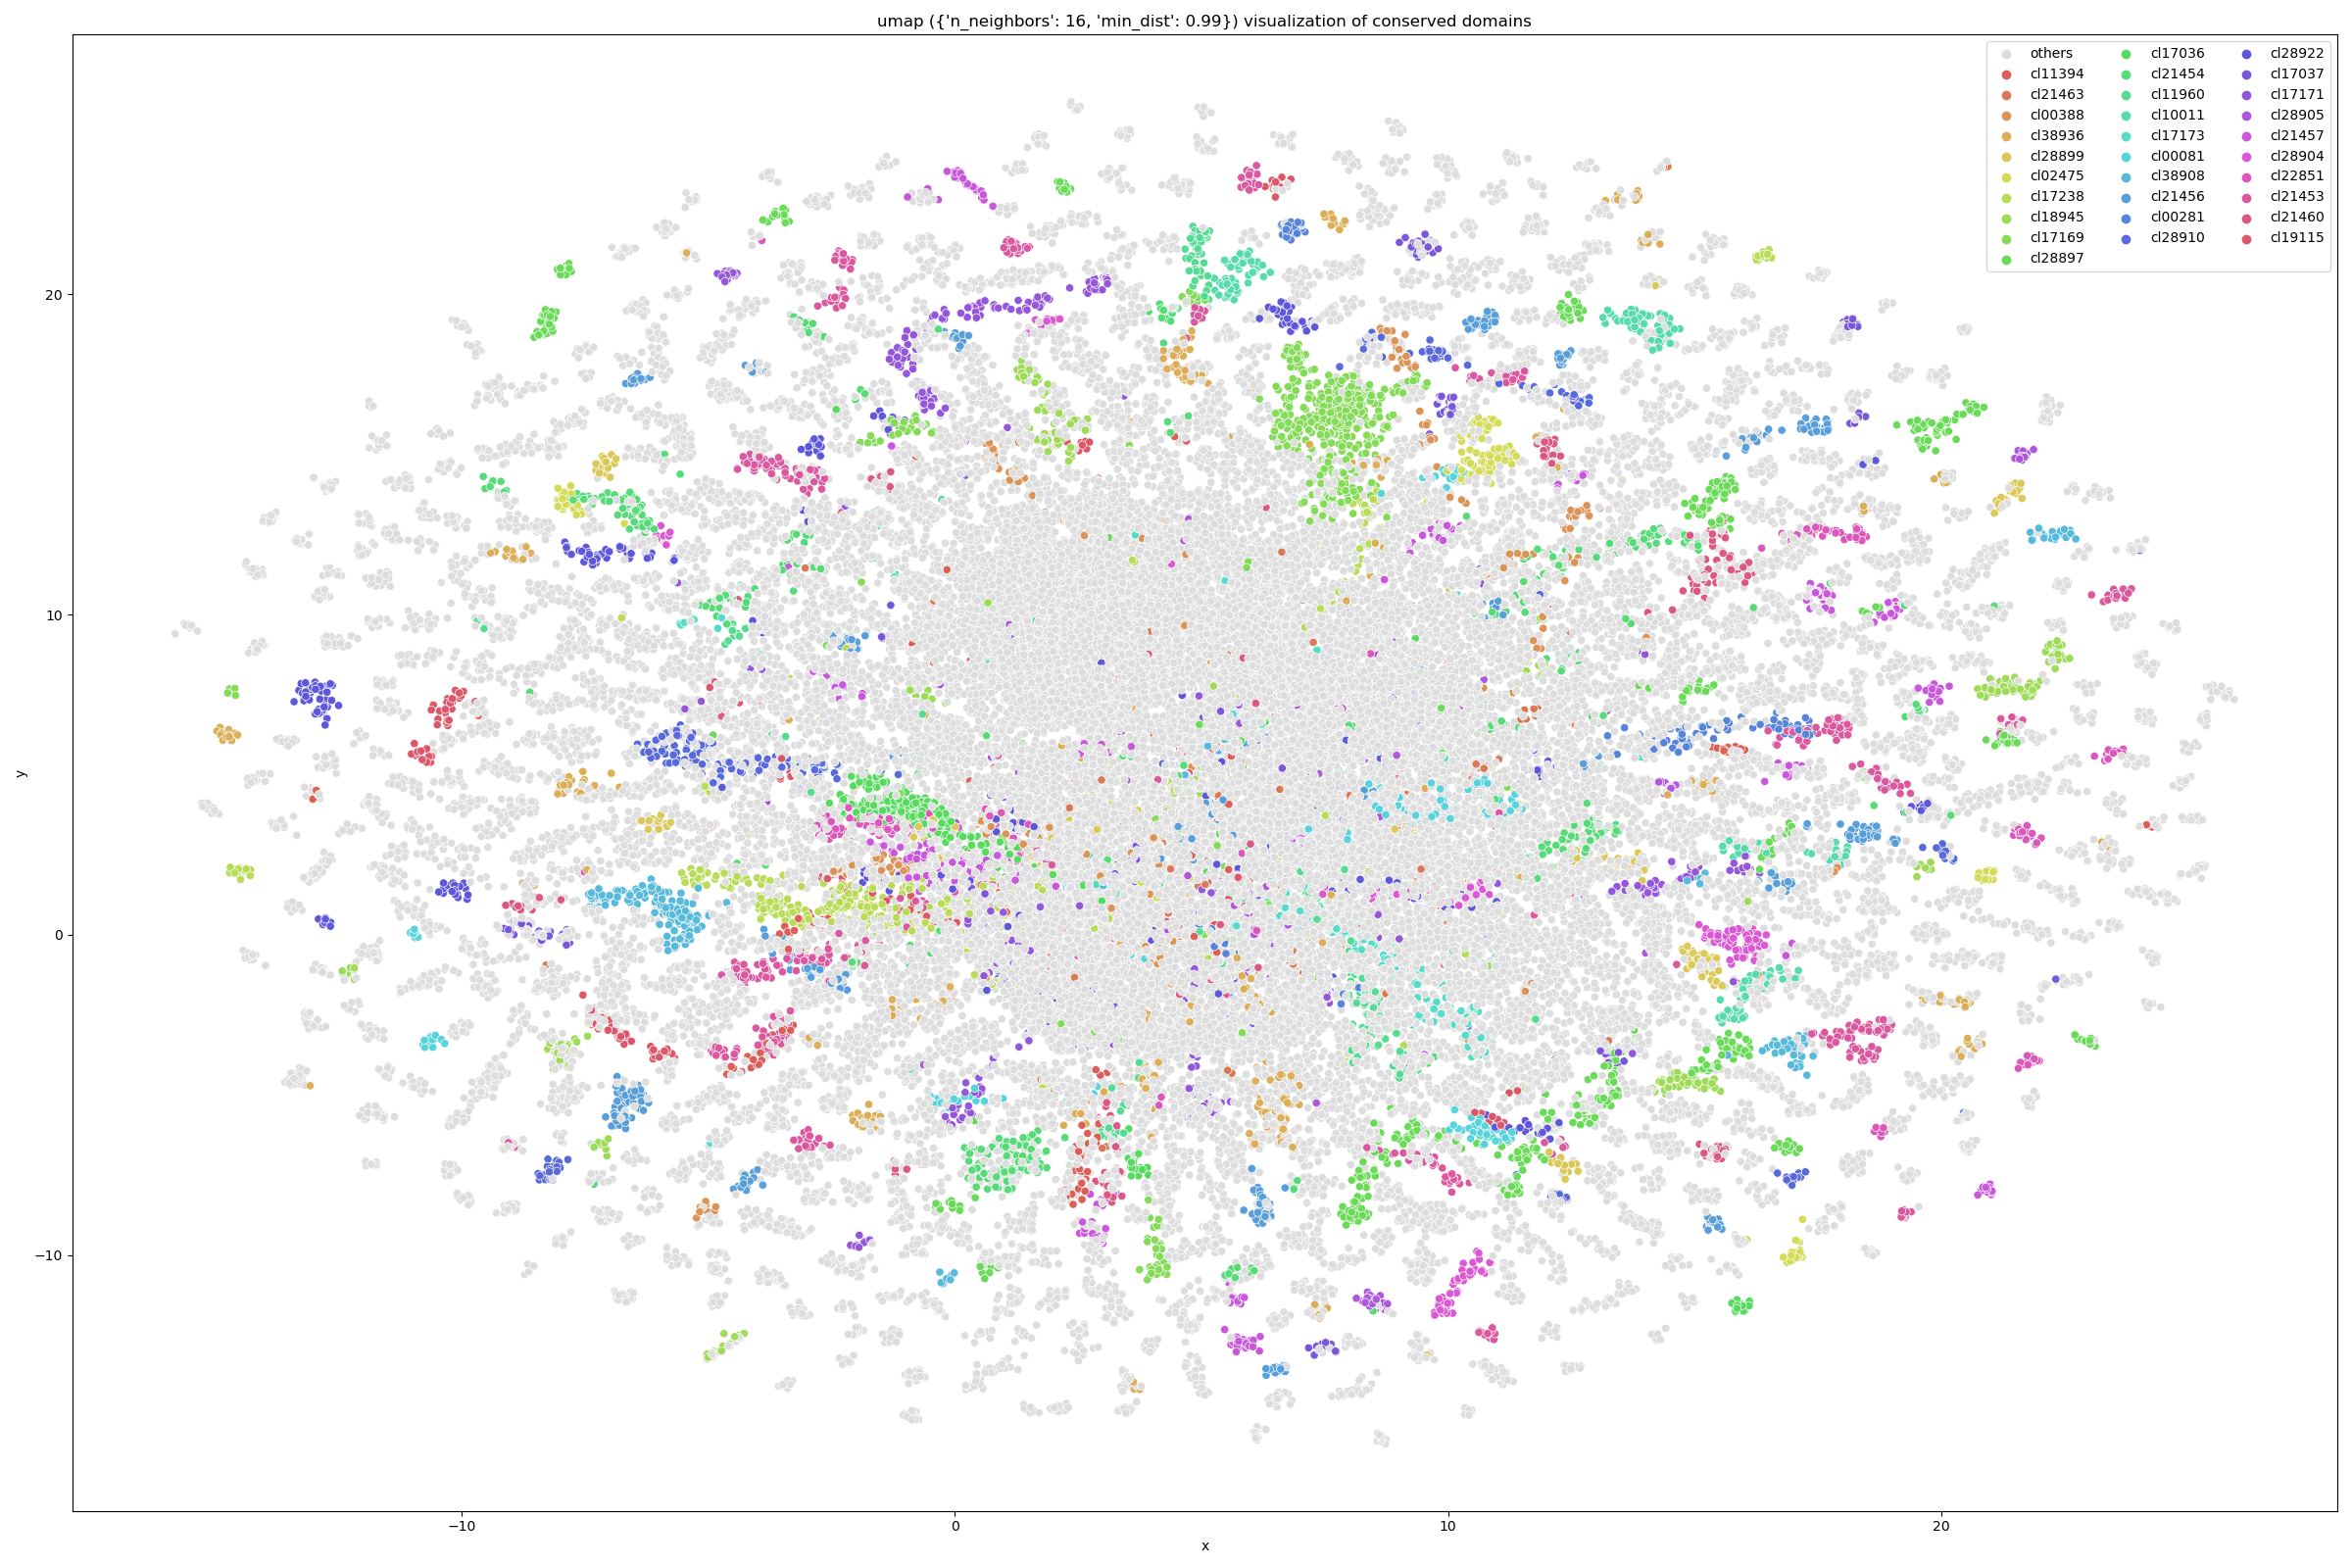 umap ({'n_neighbors': 16, 'min_dist': 0.99}) visualization of conserved domains
others
cl11394
cl21463
cl00388
cl38936
cl28899
cl02475
cl17238
cl18945
cl17169
cl28897
cl17036
cl21454
cl11960
cl10011
cl17173
cl00081
cl38908
cl21456
cl00281
cl28910
cl28922
cl17037
cl17171
cl28905
cl21457
cl28904
cl22851
cl21453
cl21460
cl19115
y
20
10
0
−10
−10
0
10
20
x